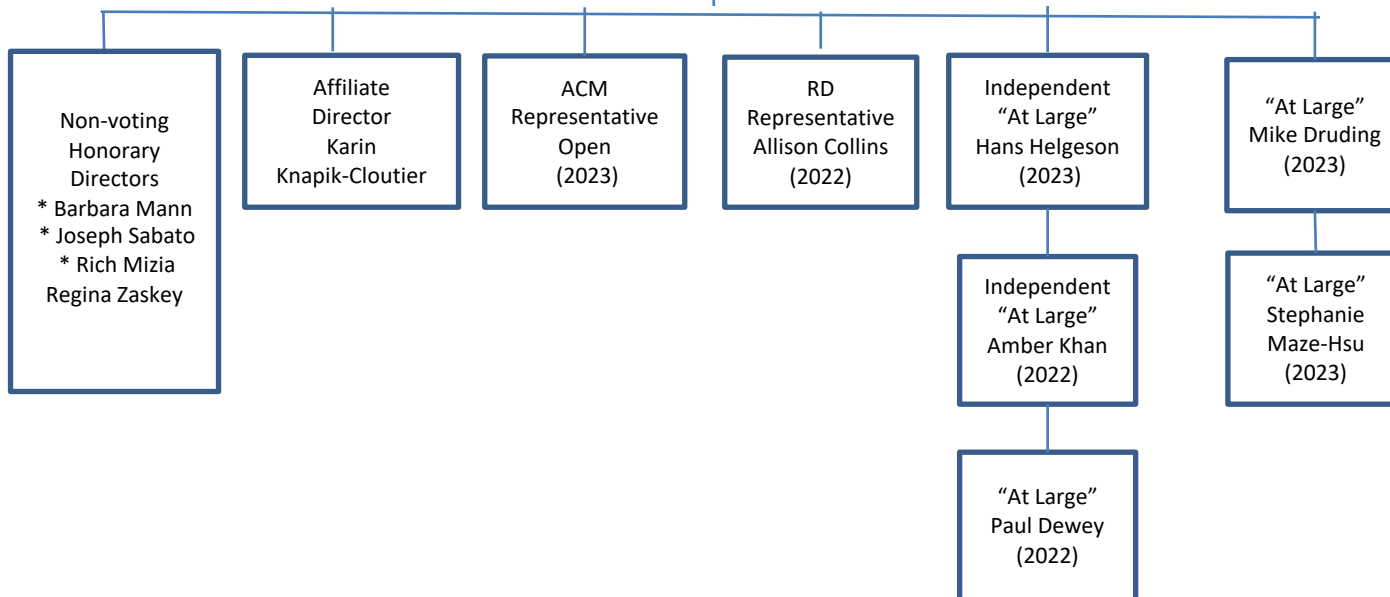 Non-voting
Honorary
Directors
* Barbara Mann
* Joseph Sabato
* Rich Mizia
Regina Zaskey
Affiliate
Director
Karin
Knapik-Cloutier
ACM
Representative
Open
(2023)
RD
Representative
Allison Collins
(2022)
Independent
“At Large”
Hans Helgeson
(2023)
“At Large”
Mike Druding
(2023)
Independent
“At Large”
Amber Khan
(2022)
“At Large”
Stephanie
Maze-Hsu
(2023)
“At Large”
Paul Dewey
(2022)